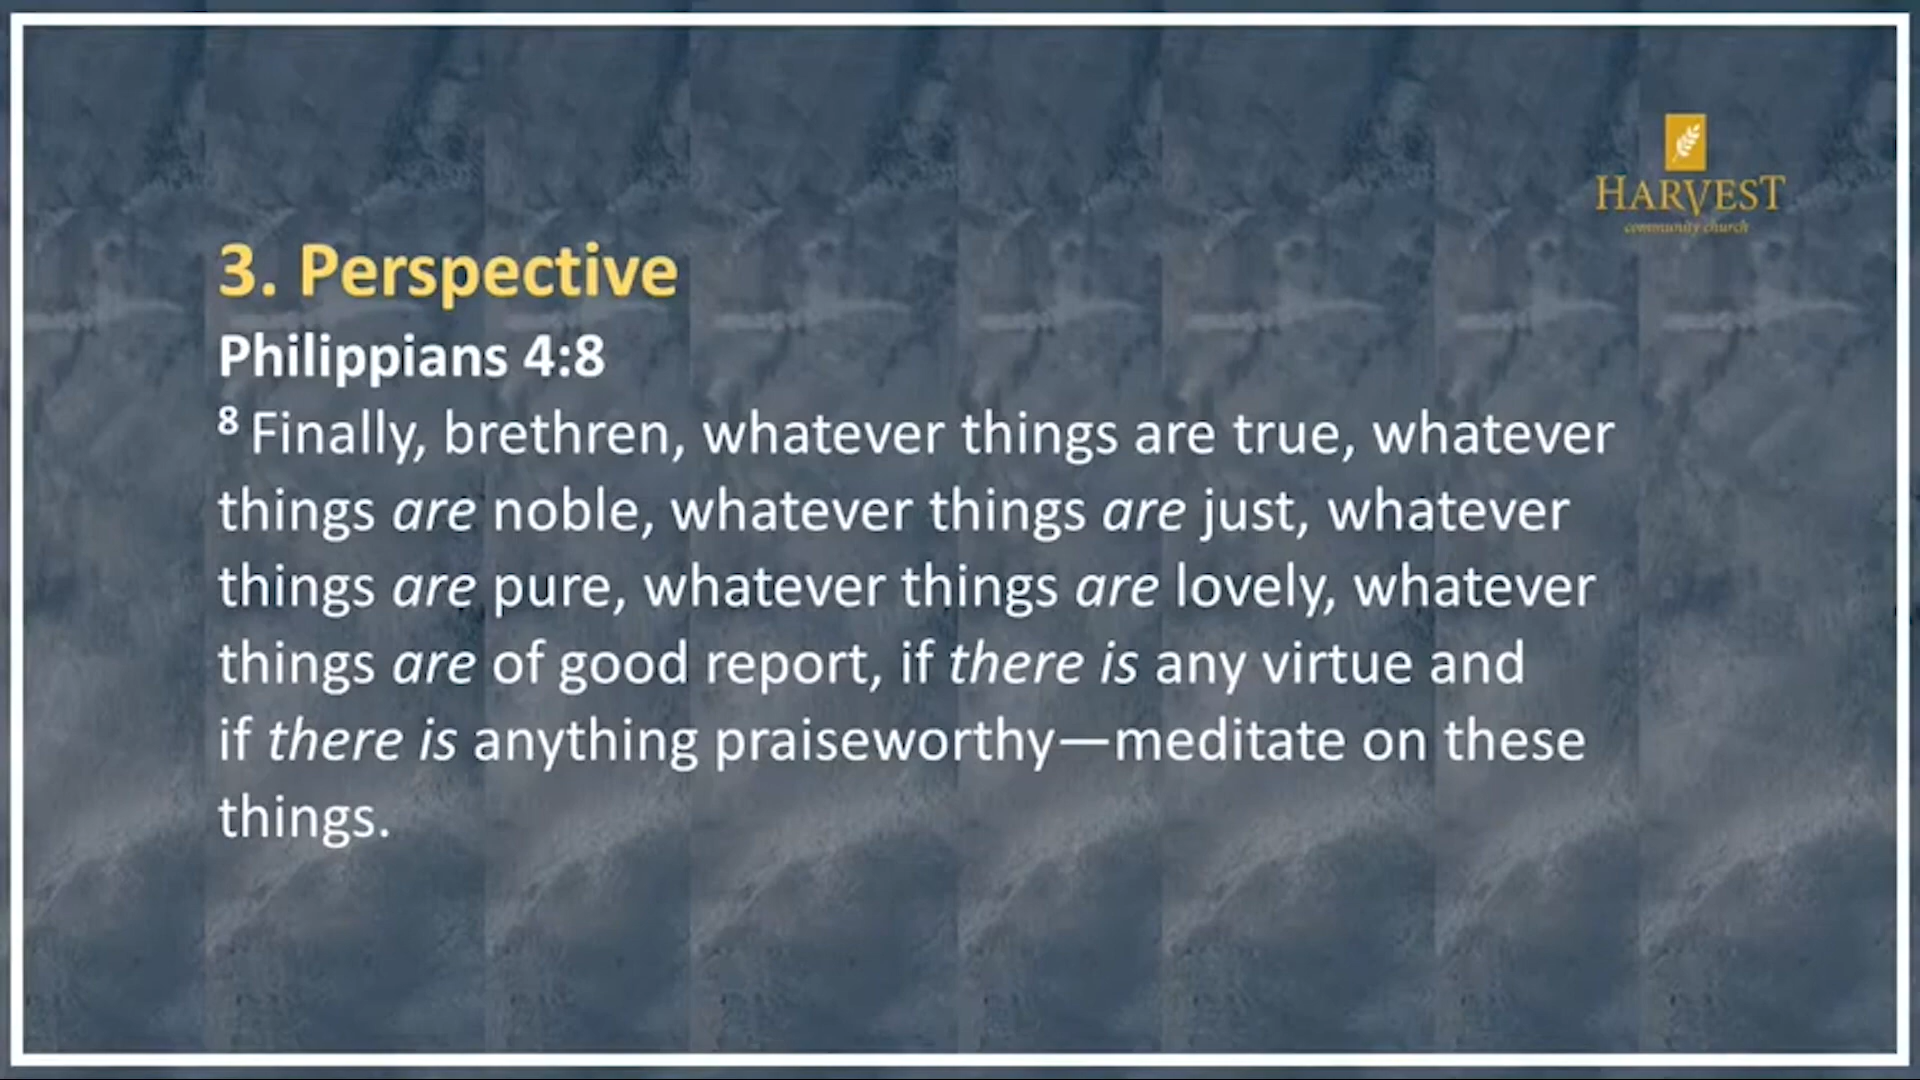 HARVEST
community church
3. Perspective
Philippians 4:8
8 Finally, brethren, whatever things are true, whatever
things are noble, whatever things are just, whatever
things are pure, whatever things are lovely, whatever
things are of good report, if there is any virtue and
if there is anything praiseworthy—meditate on these
things.